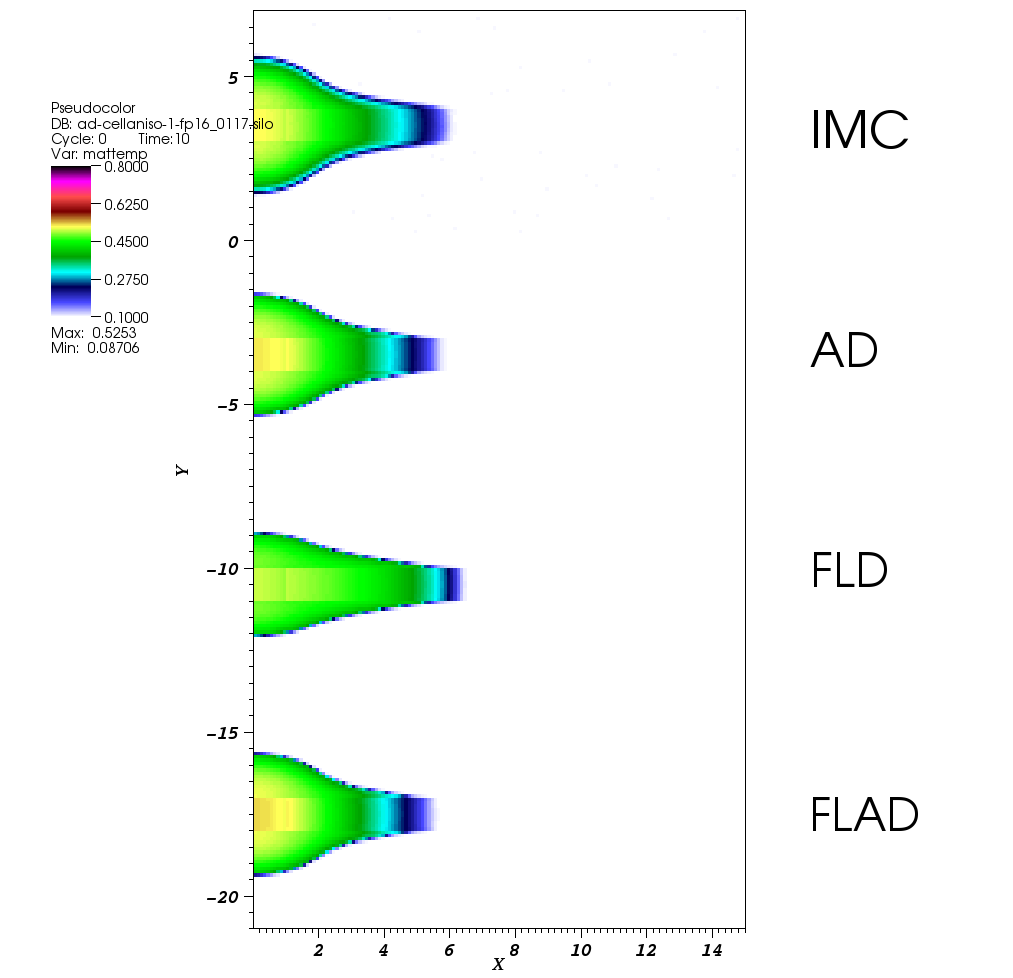 Pseudocolor
DB: ad-cellaniso-1-fp16_0117.silo
Cycle: 0 Time:10
Var: mattemp
0.8000
0.6250
0.4500
0.2750
0.1000
Max: 0.5253
Min: 0.08706
5
0
-5
-10
-15
-20
Y
2 4 6 8 10 12 14
X
IMC
AD
FLD
FLAD